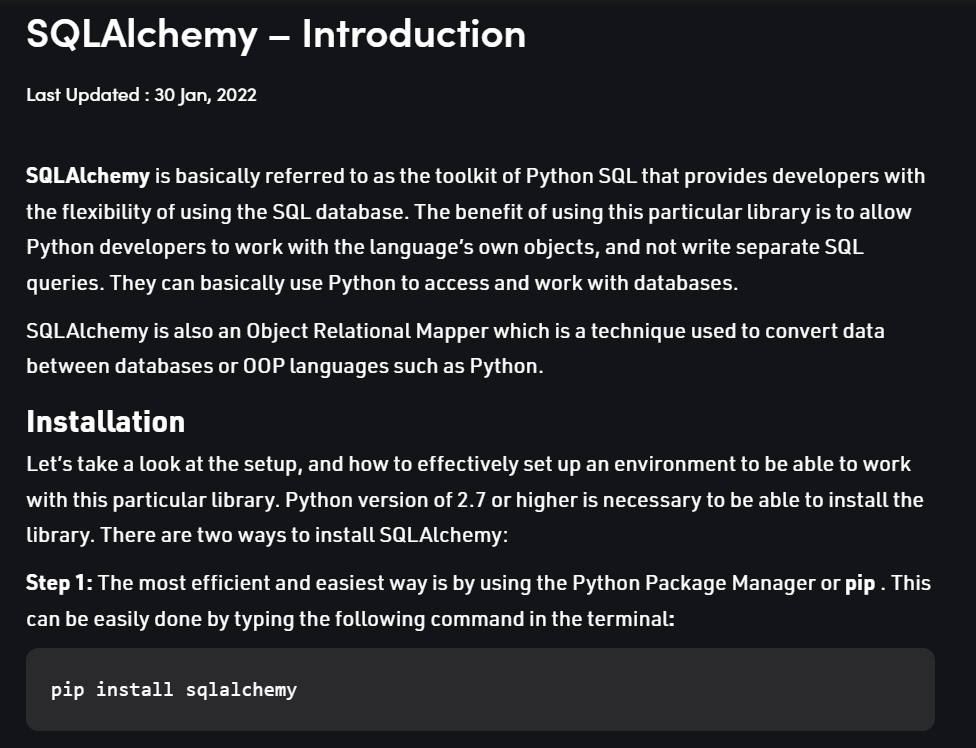 SQLAlchemy – Introduction
Last Updated : 30 Jan, 2022
SQLAlchemy is basically referred to as the toolkit of Python SQL that provides developers with
the flexibility of using the SQL database. The benefit of using this particular library is to allow
Python developers to work with the language’s own objects, and not write separate SQL
queries. They can basically use Python to access and work with databases.
SQLAlchemy is also an Object Relational Mapper which is a technique used to convert data
between databases or OOP languages such as Python.
Installation
Let’s take a look at the setup, and how to effectively set up an environment to be able to work
with this particular library. Python version of 2.7 or higher is necessary to be able to install the
library. There are two ways to install SQLAlchemy:
Step 1: The most efficient and easiest way is by using the Python Package Manager or pip . This
can be easily done by typing the following command in the terminal:
pip install sqlalchemy